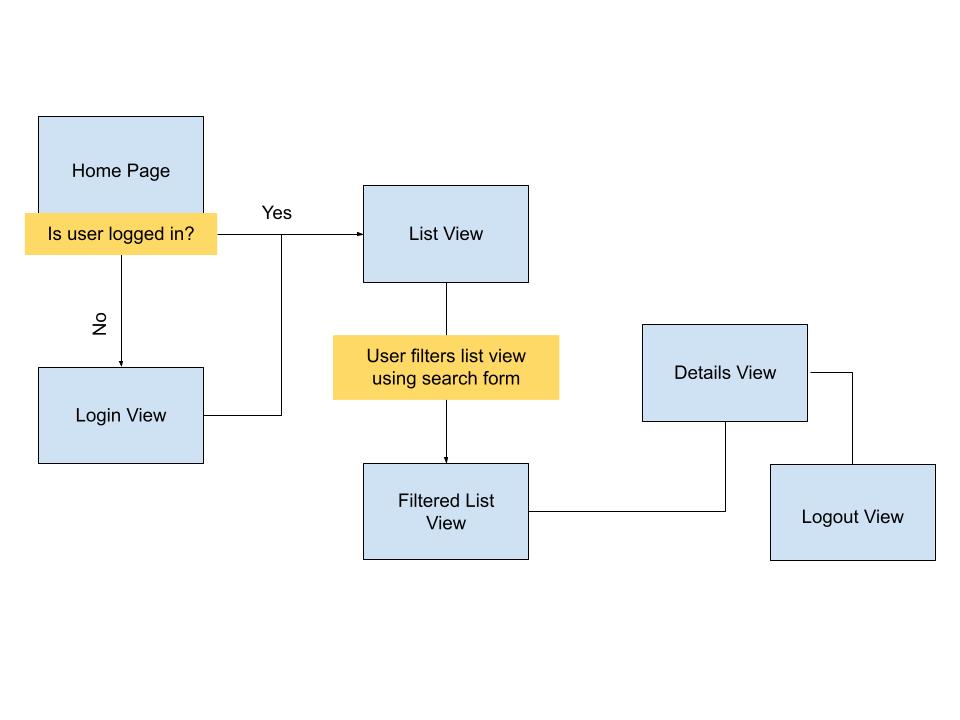 Home Page
Is user logged in?
Yes
No
Login View
List View
User filters list view
using search form
Filtered List
View
Details View
Logout View